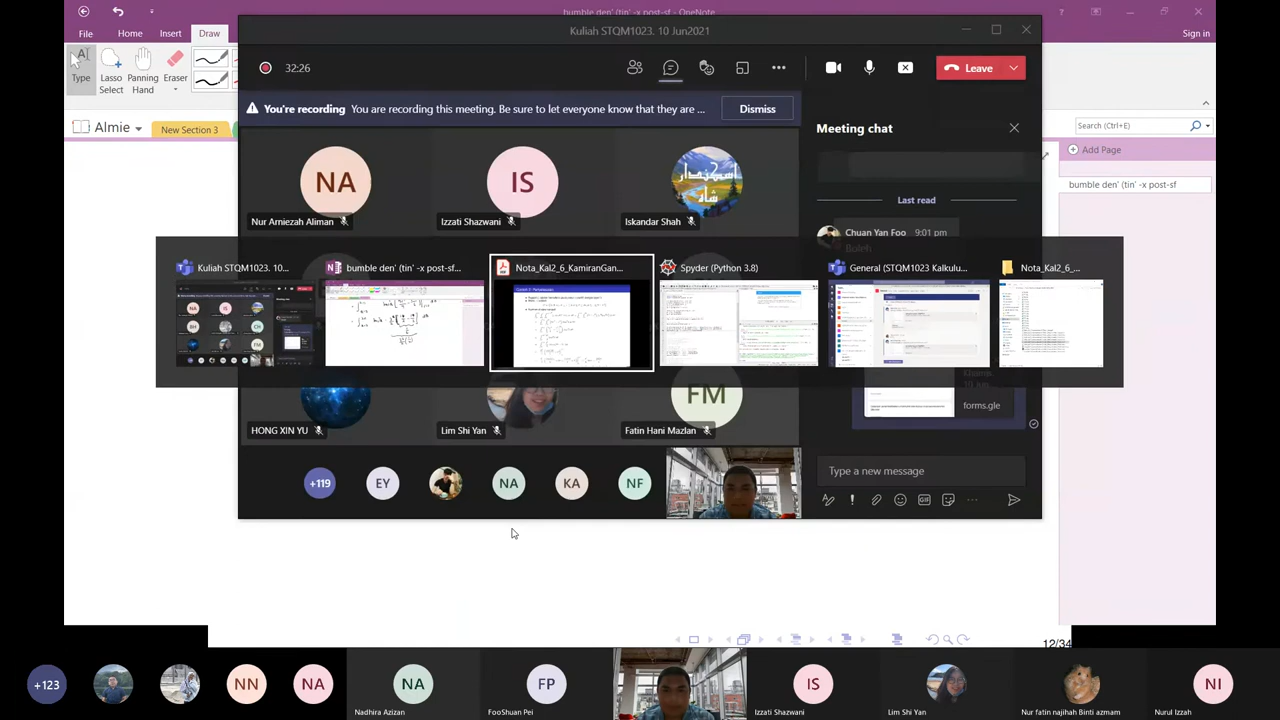 bumble den' (tin' -x post-sf - OneNote
Sign in
File
Home
Insert
Draw
Type
Lasso
Select
Panning
Hand
Eraser
Almie
New Section 3
Search (Ctrl+E)
Add Page
bumble den' (tin' -x post-sf
Kuliah STQM1023. 10 Jun2021
32:26
Leave
You're recording You are recording this meeting. Be sure to let everyone know that they are ...
Dismiss
Meeting chat
Last read
Chuan Yan Foo 9:01 pm
Boleh
NA
Nur Arniezah Aliman
IS
Izzati Shazwani
اسكندار
شاه
Iskandar Shah
Kuliah STQM1023. 10...
bumble den' (tin' -x post-sf...
Nota_Kal2_6_KamiranGan...
Spyder (Python 3.8)
General (STQM1023 Kalkulu...
Nota_Kal2_6_...
HONG XIN YU
Lim Shi Yan
FM
Fatin Hani Mazlan
forms.gle
+119
EY
NA
KA
NF
Type a new message
GIF
12/34
+123
NN
NA
NA
Nadhira Azizan
FP
FooShuan Pei
IS
Izzati Shazwani
Lim Shi Yan
Nur fatin najihah Binti azmam
NI
Nurul Izzah